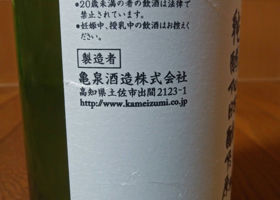 ●20歳未満の者の飲酒は法律で
禁止されています。
●妊娠中、授乳中の飲酒はお控え
ください。
製造者
亀泉酒造株式会社
高知県土佐市出間2123-1
http://www.kameizumi.co.jp